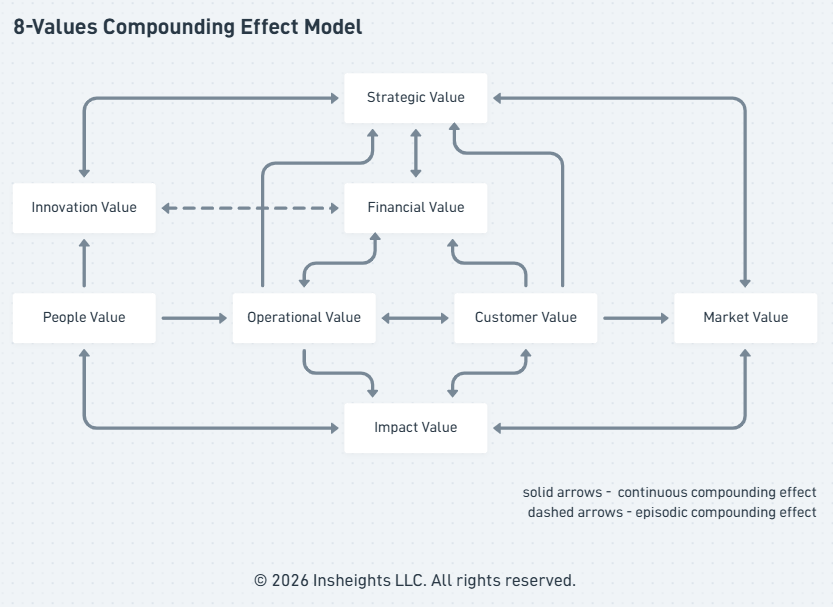 8-Values Compounding Effect Model
Strategic Value
Innovation Value
Financial Value
People Value
Operational Value
Customer Value
Market Value
Impact Value
solid arrows - continuous compounding effect
dashed arrows - episodic compounding effect
© 2026 Insheights LLC. All rights reserved.